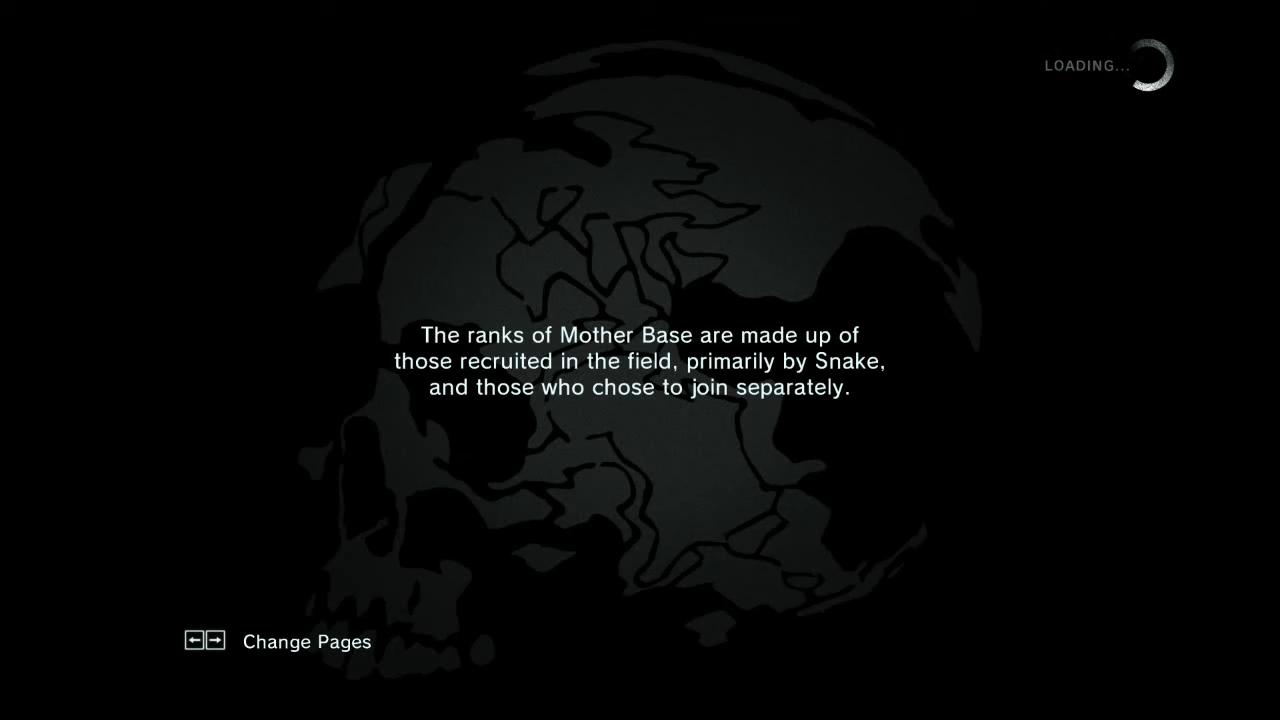 LOADING...
The ranks of Mother Base are made up of
those recruited in the field, primarily by Snake,
and those who chose to join separately.
Change Pages